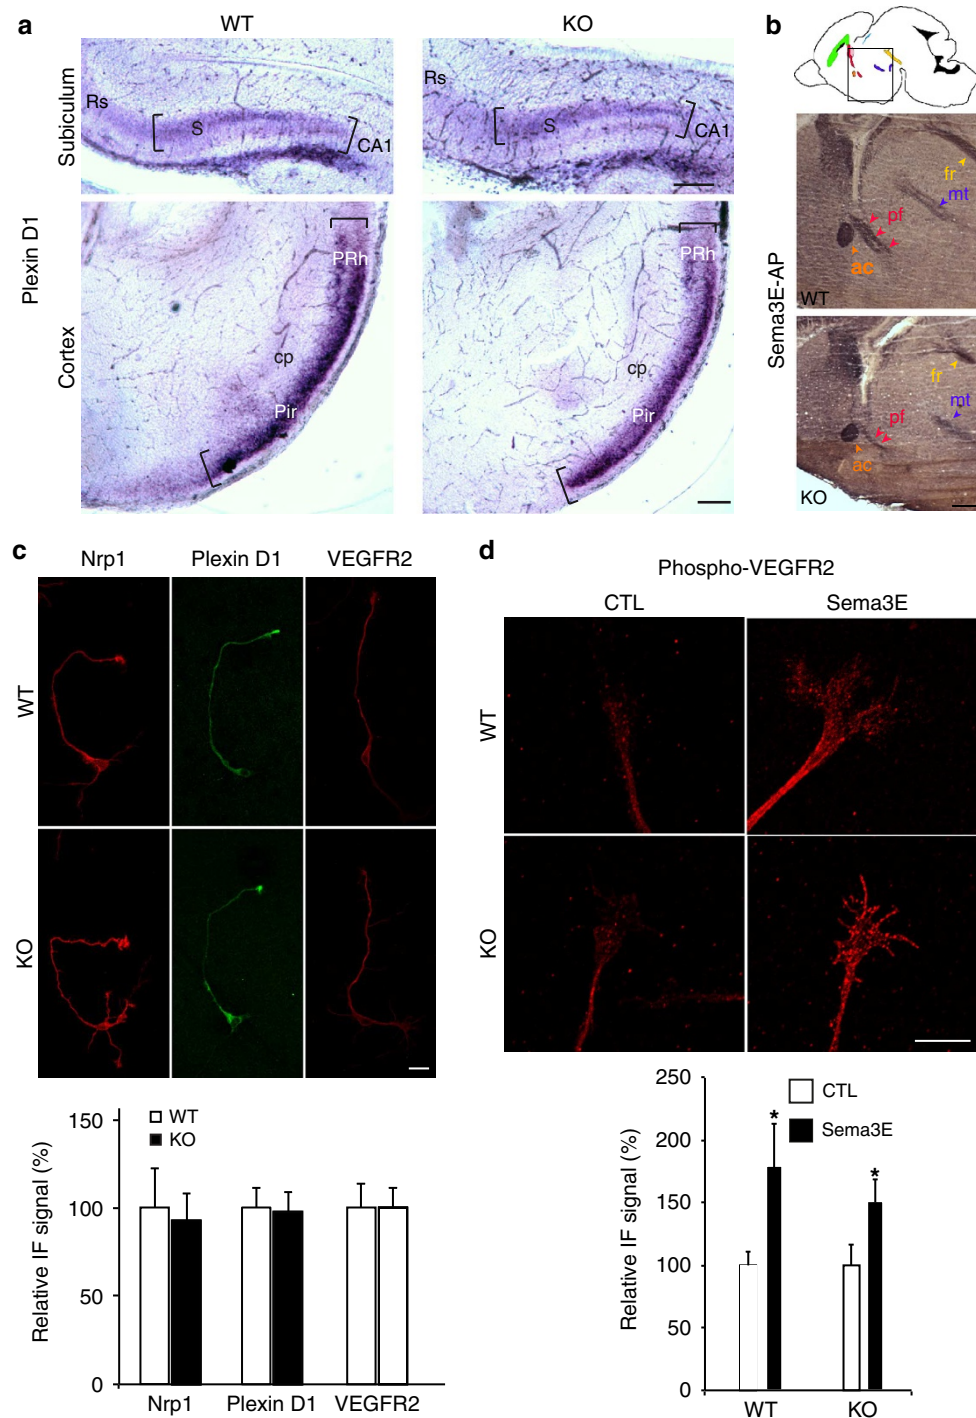 a
WT
KO
Plexin D1
Subiculum
Rs
S
CA1
Rs
S
CA1
Cortex
PRh
cp
Pir
PRh
cp
Pir
b
Sema3E-AP
fr
mt
pf
ac
WT
fr
mt
pf
ac
KO
c
Nrp1
Plexin D1
VEGFR2
WT
KO
Relative IF signal (%)
150
100
50
0
WT
KO
Nrp1
Plexin D1
VEGFR2
d
Phospho-VEGFR2
CTL
Sema3E
WT
KO
Relative IF signal (%)
250
200
150
100
50
0
CTL
Sema3E
*
*
WT
KO